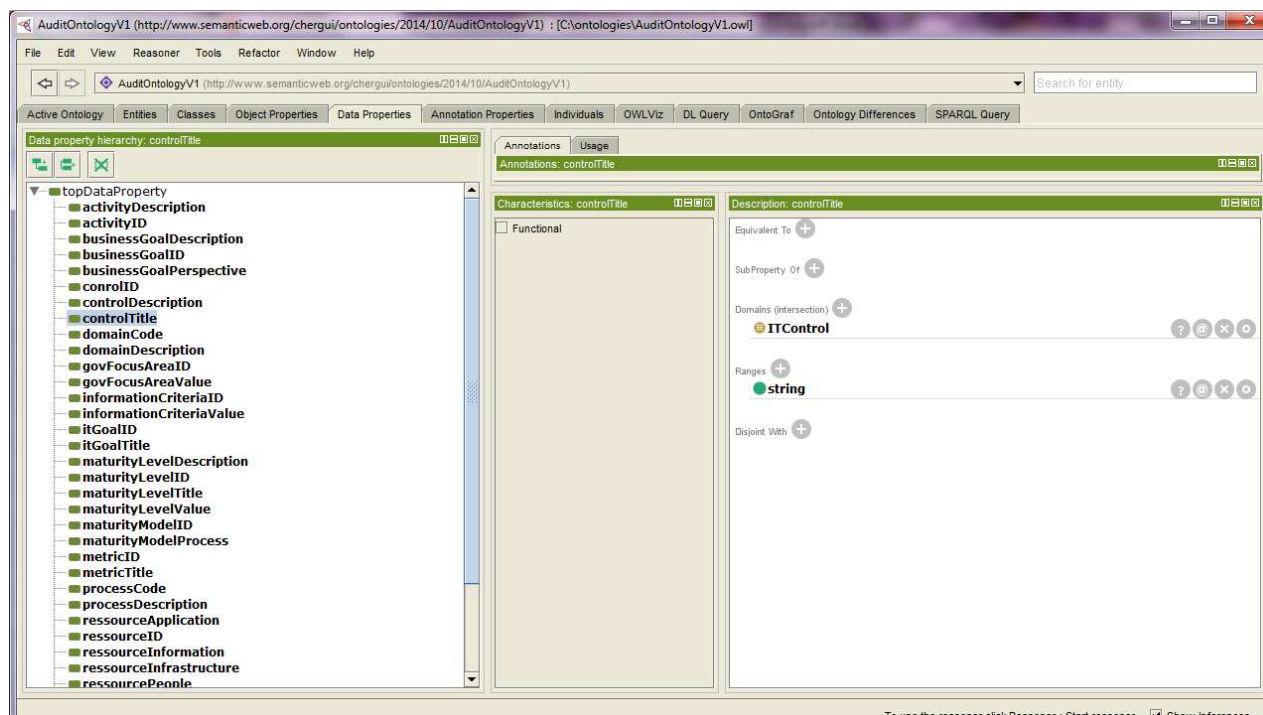 AuditOntologyV1 (http://www.semanticweb.org/chergui/ontologies/2014/10/AuditOntologyV1) : [C:\ontologies\AuditOntologyV1.owl]
File Edit View Reasoner Tools Refactor Window Help
AuditOntologyV1 (http://www.semanticweb.org/chergui/ontologies/2014/10/AuditOntologyV1)
Search for entity
Active Ontology Entities Classes Object Properties Data Properties Annotation Properties Individuals OWLViz DL Query OntoGraf Ontology Differences SPARQL Query
Data property hierarchy: controlTitle
topDataProperty
activityDescription
activityID
businessGoalDescription
businessGoalID
businessGoalPerspective
conrolID
controlDescription
controlTitle
domainCode
domainDescription
govFocusAreaID
govFocusAreaValue
informationCriteriaID
informationCriteriaValue
itGoalID
itGoalTitle
maturityLevelDescription
maturityLevelID
maturityLevelTitle
maturityLevelValue
maturityModelID
maturityModelProcess
metricID
metricTitle
processCode
processDescription
ressourceApplication
ressourceID
ressourceInformation
ressourceInfrastructure
ressourcePeople
Annotations Usage
Annotations: controlTitle
Characteristics: controlTitle
Functional
Description: controlTitle
Equivalent To
SubProperty Of
Domains (intersection)
ITControl
Ranges
string
Disjoint With
To use the reasoner click Reasoner->Start reasoner Show Inferences